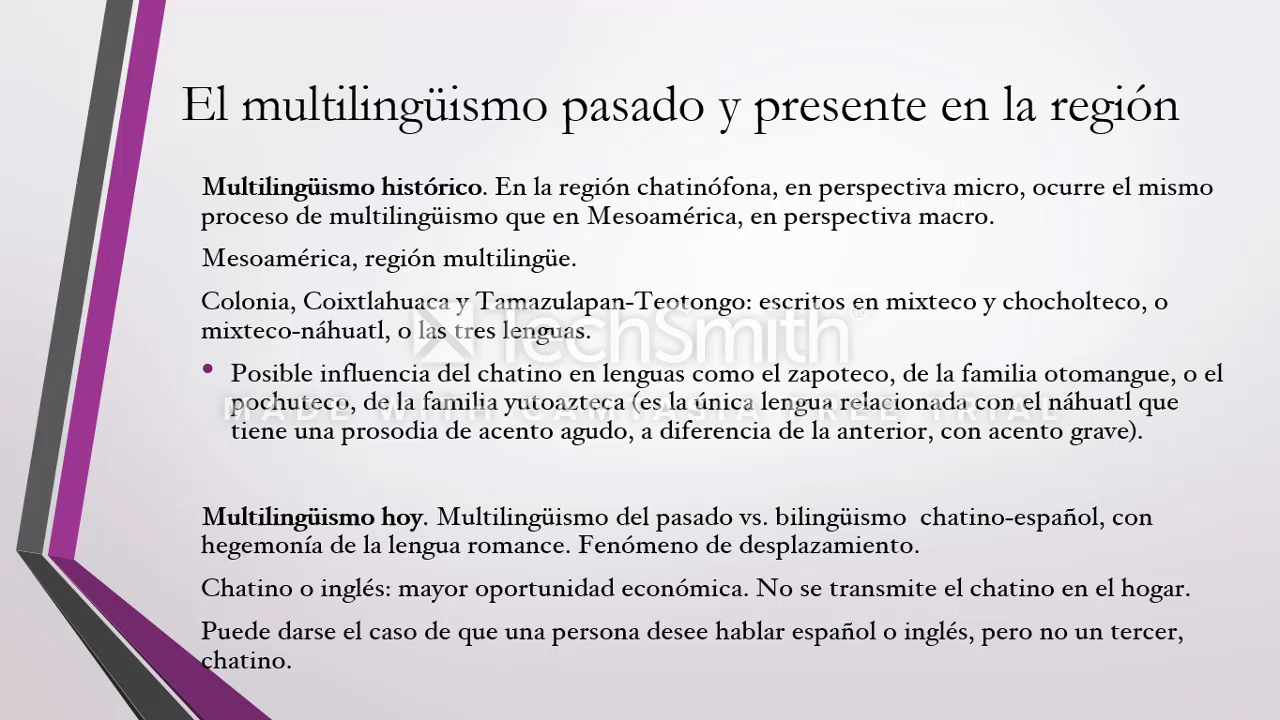 El multilingüismo pasado y presente en la región
Multilingüismo histórico. En la región chatinófona, en perspectiva micro, ocurre el mismo
proceso de multilingüismo que en Mesoamérica, en perspectiva macro.
Mesoamérica, región multilingüe.
Colonia, Coixtlahuaca y Tamazulapan-Teotongo: escritos en mixteco y chocholteco, o
mixteco-náhuatl, o las tres lenguas.
TechSmith®
• Posible influencia del chatino en lenguas como el zapoteco, de la familia otomangue, o el
pochuteco, de la familia yutoazteca (es la única lengua relacionada con el náhuatl que
MADE WITH CAMTASIA FREE TRIAL
tiene una prosodia de acento agudo, a diferencia de la anterior, con acento grave).
Multilingüismo hoy. Multilingüismo del pasado vs. bilingüismo  chatino-español, con
hegemonía de la lengua romance. Fenómeno de desplazamiento.
Chatino o inglés: mayor oportunidad económica. No se transmite el chatino en el hogar.
Puede darse el caso de que una persona desee hablar español o inglés, pero no un tercer,
chatino.